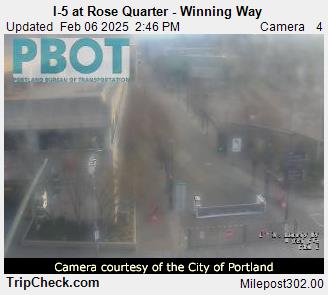 I-5 at Rose Quarter - Winning Way
Updated  Feb 06 2025  2:46 PM
Camera  4
PBOT
PORTLAND BUREAU OF TRANSPORTATION
Camera courtesy of the City of Portland
TripCheck.com
Milepost302.00